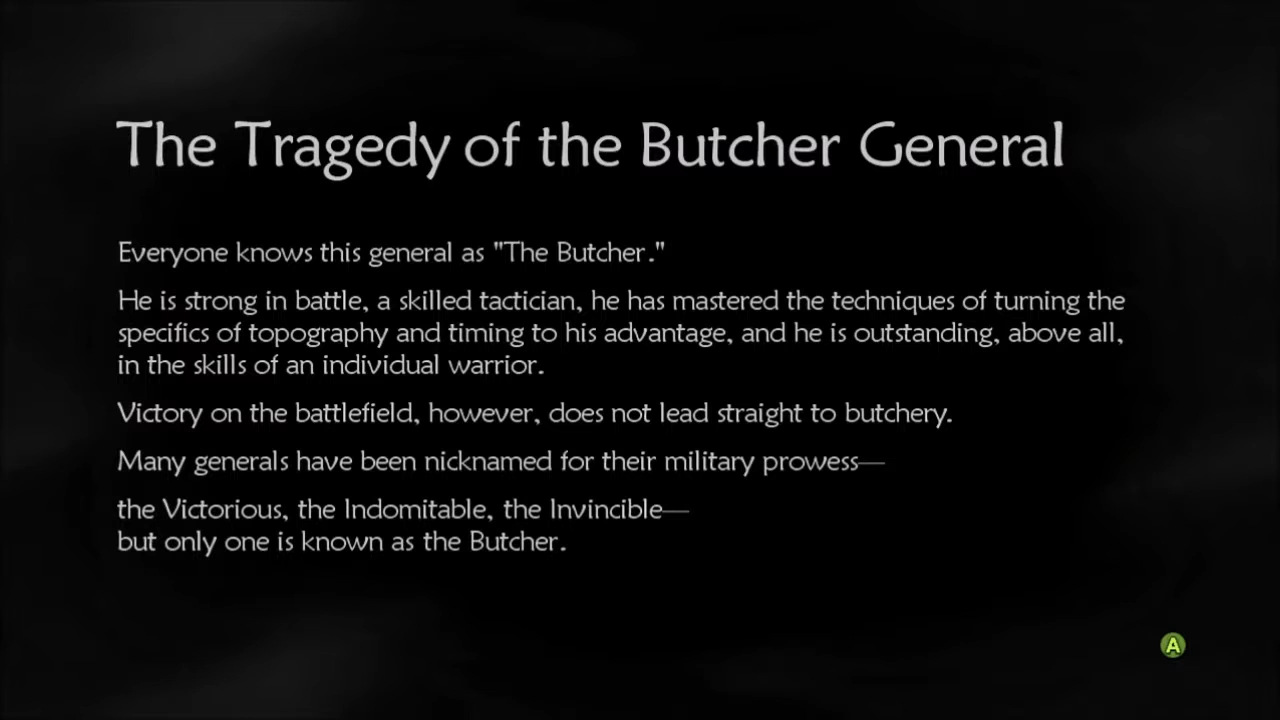 The Tragedy of the Butcher General
Everyone knows this general as "The Butcher."
He is strong in battle, a skilled tactician, he has mastered the techniques of turning the
specifics of topography and timing to his advantage, and he is outstanding, above all,
in the skills of an individual warrior.
Victory on the battlefield, however, does not lead straight to butchery.
Many generals have been nicknamed for their military prowess—
the Victorious, the Indomitable, the Invincible—
but only one is known as the Butcher.
A